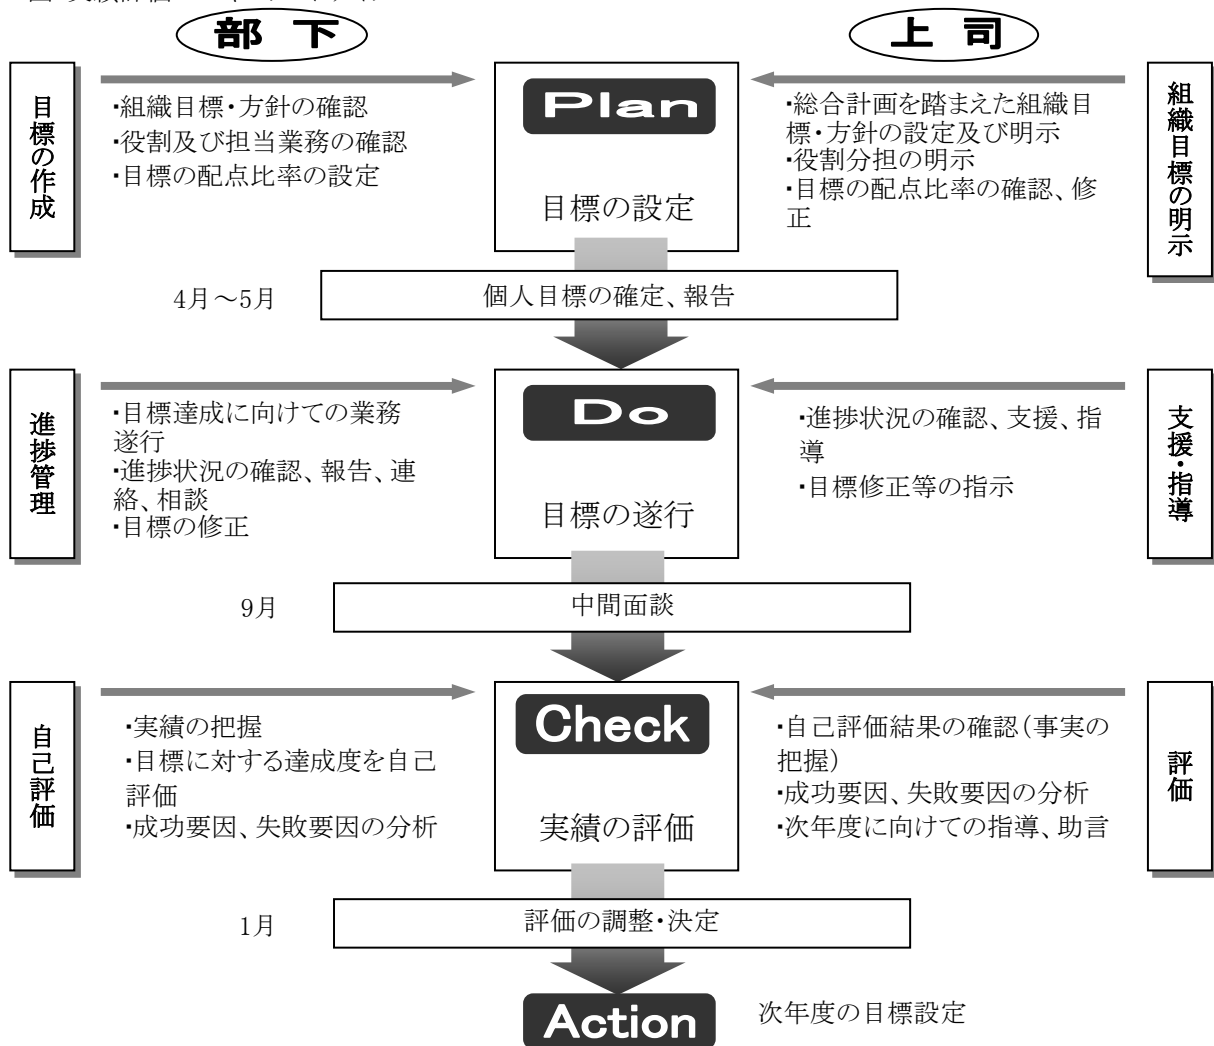 部 下
上 司
目標の作成
・組織目標・方針の確認
・役割及び担当業務の確認
・目標の配点比率の設定
Plan
目標の設定
・総合計画を踏まえた組織目
標・方針の設定及び明示
・役割分担の明示
・目標の配点比率の確認、修
正
組織目標の明示
4月～5月
個人目標の確定、報告
進捗管理
・目標達成に向けての業務
遂行
・進捗状況の確認、報告、連
絡、相談
・目標の修正
Do
目標の遂行
・進捗状況の確認、支援、指
導
・目標修正等の指示
支援・指導
9月
中間面談
自己評価
・実績の把握
・目標に対する達成度を自己
評価
・成功要因、失敗要因の分析
Check
実績の評価
・自己評価結果の確認（事実の
把握）
・成功要因、失敗要因の分析
・次年度に向けての指導、助言
評価
1月
評価の調整・決定
Action
次年度の目標設定